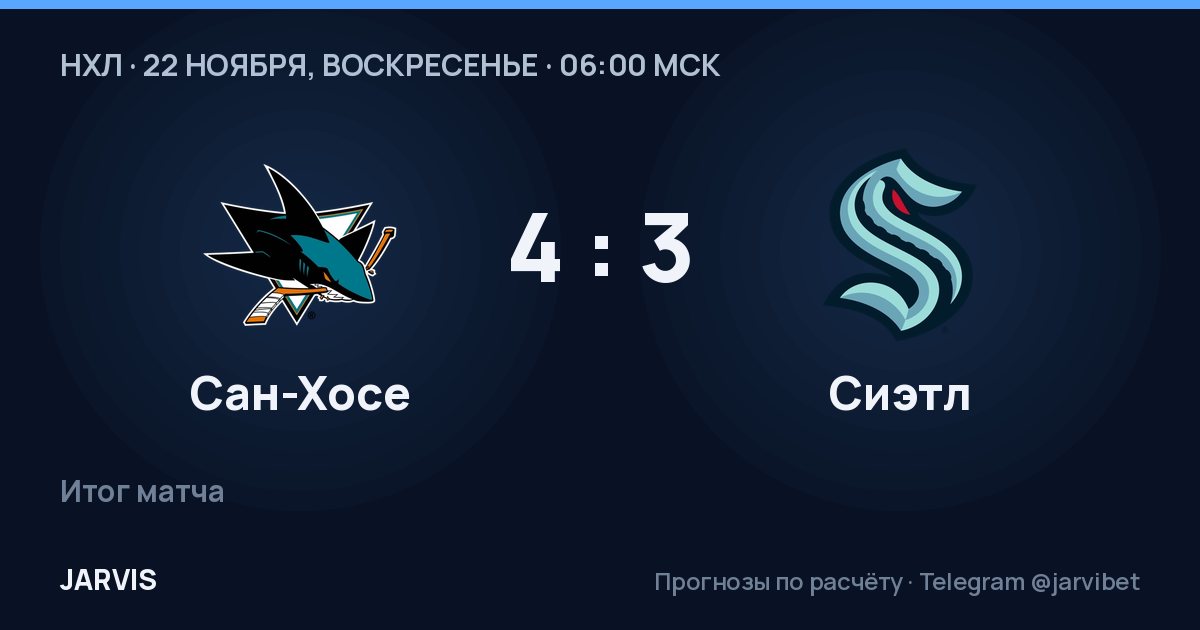 НХЛ · 22 НОЯБРЯ, ВОСКРЕСЕНЬЕ · 06:00 МСК
4 : 3
Сан-Хосе
Сиэтл
Итог матча
JARVIS
Прогнозы по расчёту · Telegram @jarvibet